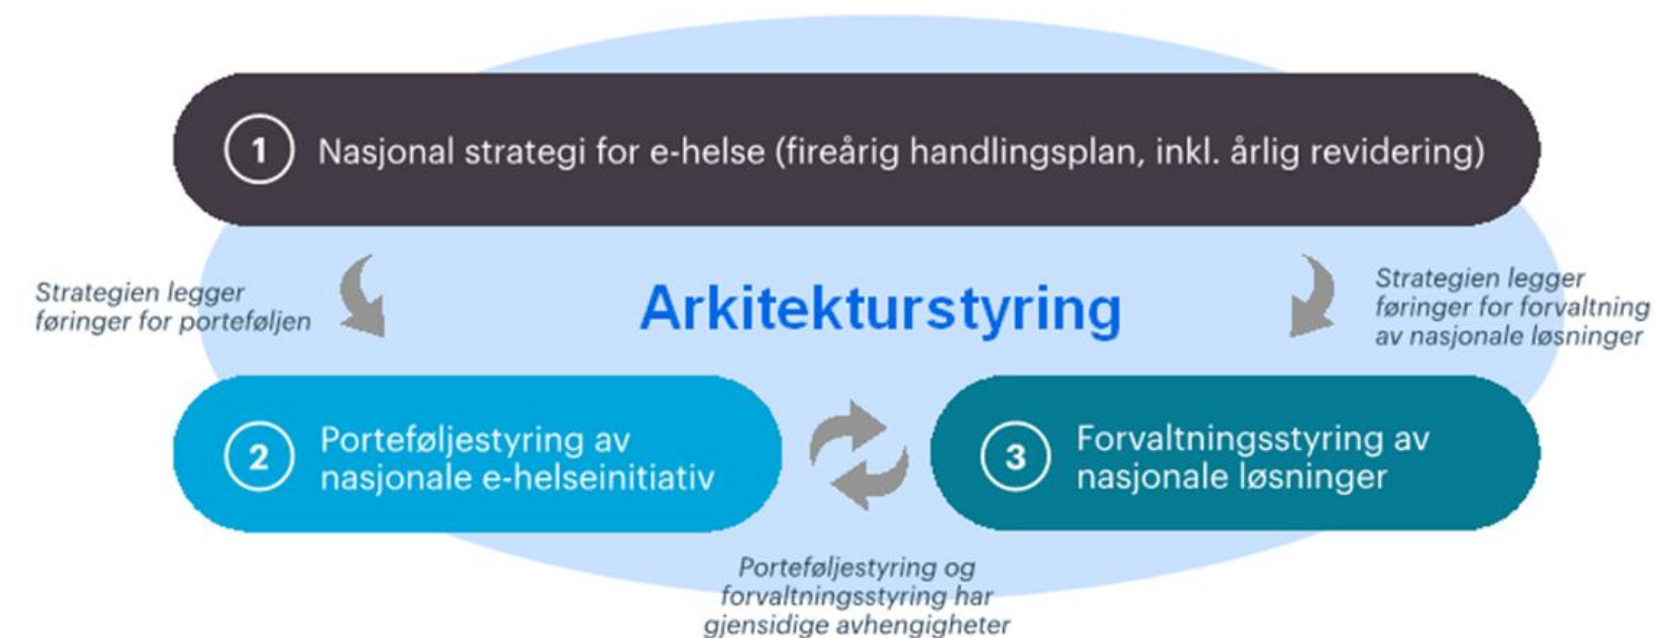 1
Nasjonal strategi for e-helse (fireårig handlingsplan, inkl. årlig revidering)
Strategien legger
føringer for porteføljen
Arkitekturstyring
Strategien legger
føringer for forvaltning
av nasjonale løsninger
2
Porteføljestyring av
nasjonale e-helseinitiativ
3
Forvaltningsstyring av
nasjonale løsninger
Porteføljestyring og
forvaltningsstyring har
gjensidige avhengigheter